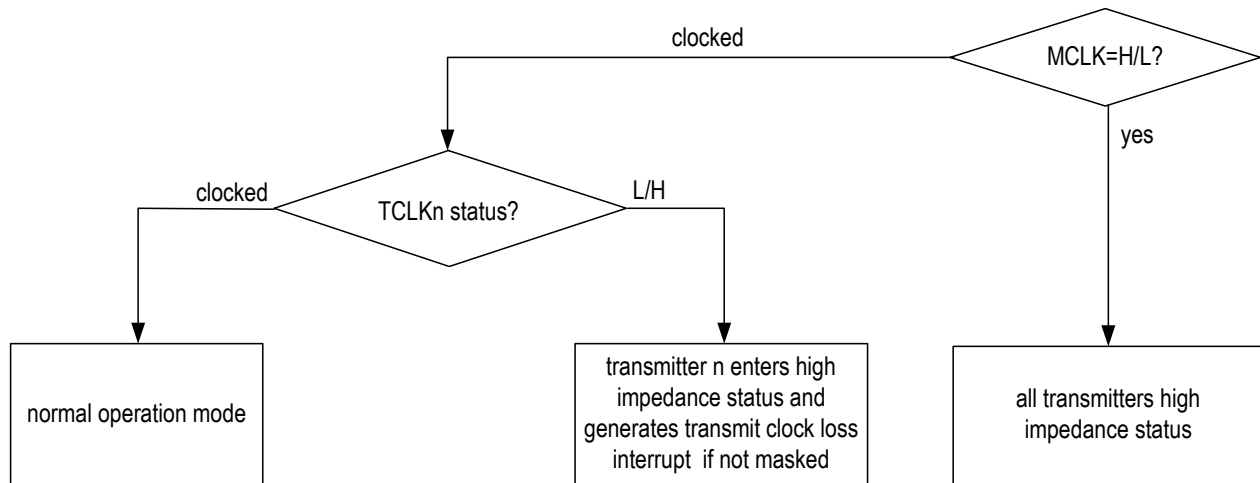 clocked
MCLK=H/L?
yes
clocked
TCLKn status?
L/H
normal operation mode
transmitter n enters high
impedance status and
generates transmit clock loss
interrupt if not masked
all transmitters high
impedance status